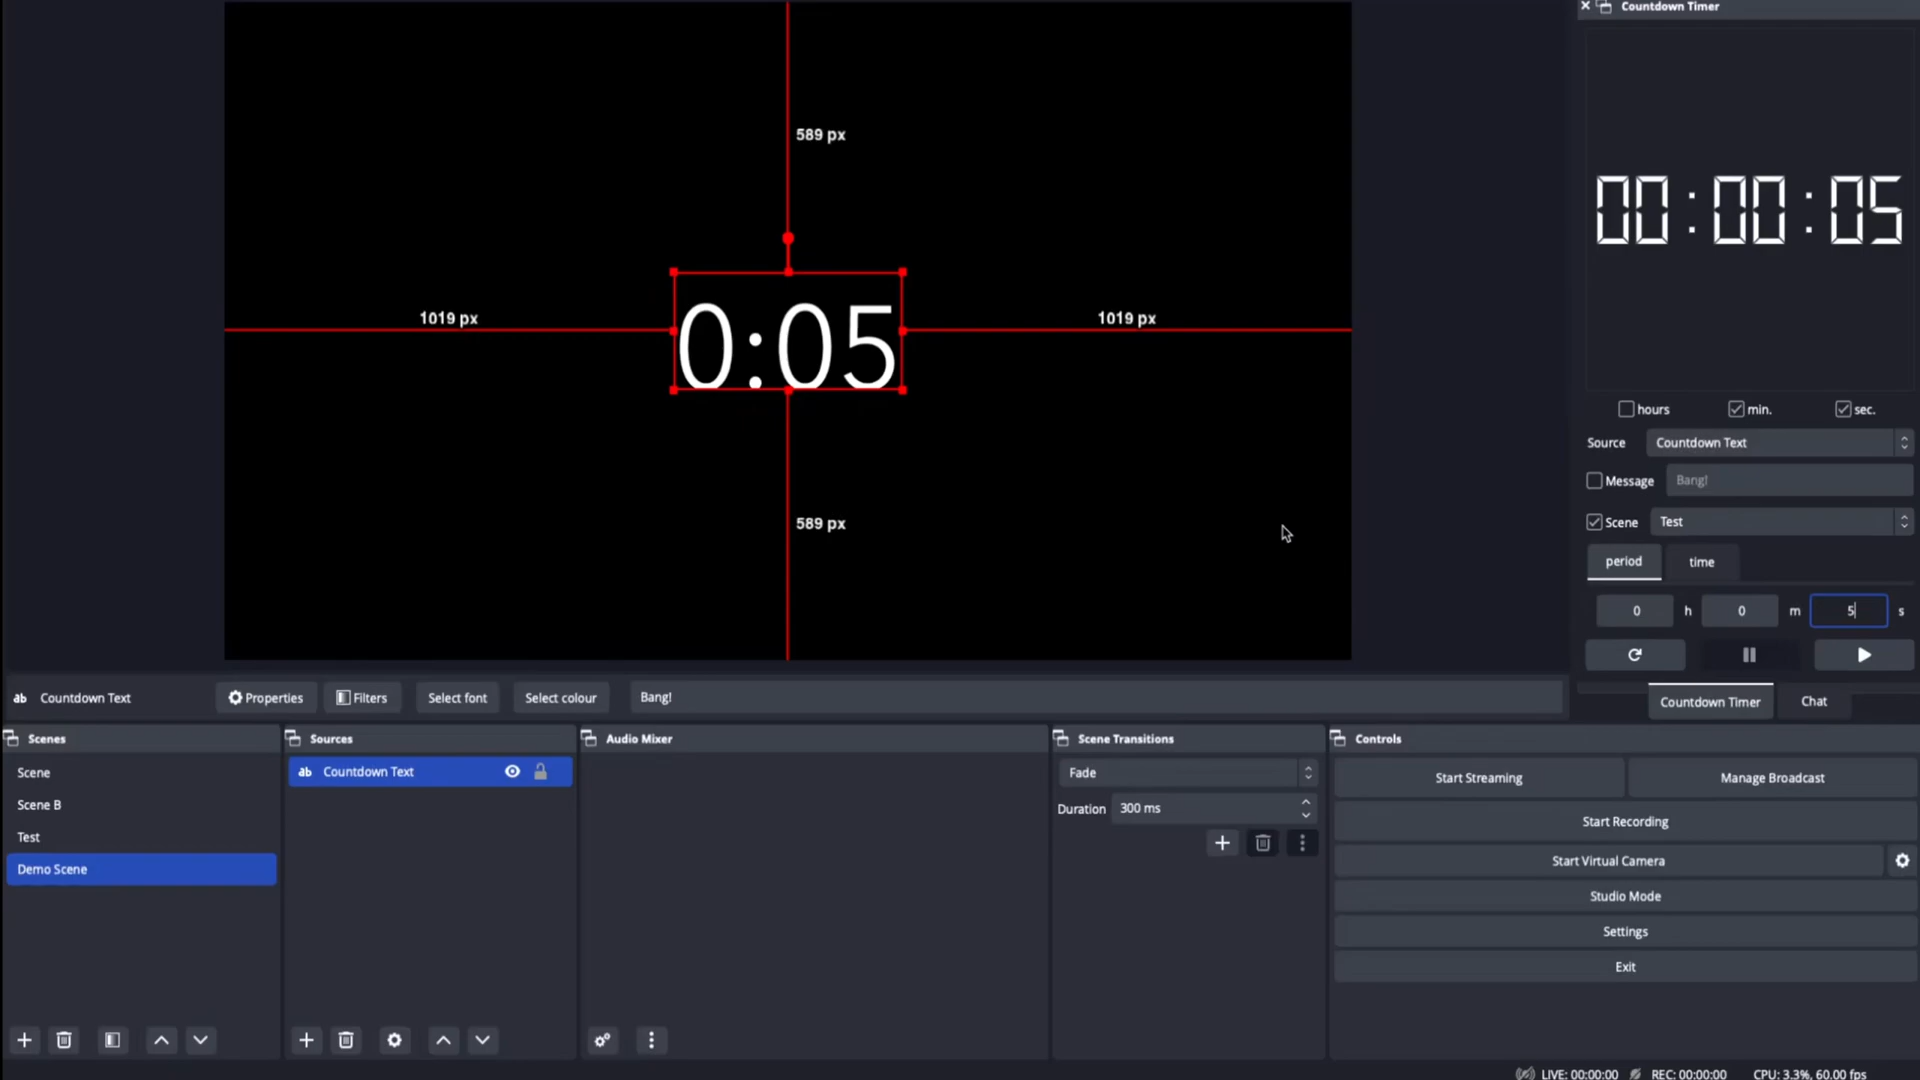 Countdown Timer
589 px
00:00:05
1019 px
1019 px
0:05
hours
min.
sec.
Source
Countdown Text
Message
Bang!
589 px
Scene
Test
period
time
0
h
0
m
5
s
ab
Countdown Text
Properties
Filters
Select font
Select colour
Bang!
Countdown Timer
Chat
Scenes
Scene
Scene B
Test
Demo Scene
Sources
ab
Countdown Text
Audio Mixer
Scene Transitions
Fade
Duration
300 ms
Controls
Start Streaming
Manage Broadcast
Start Recording
Start Virtual Camera
Studio Mode
Settings
Exit
LIVE: 00:00:00
REC: 00:00:00
CPU: 3.3%, 60.00 fps